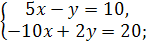 5x − y = 10,
−10x + 2y = 20;